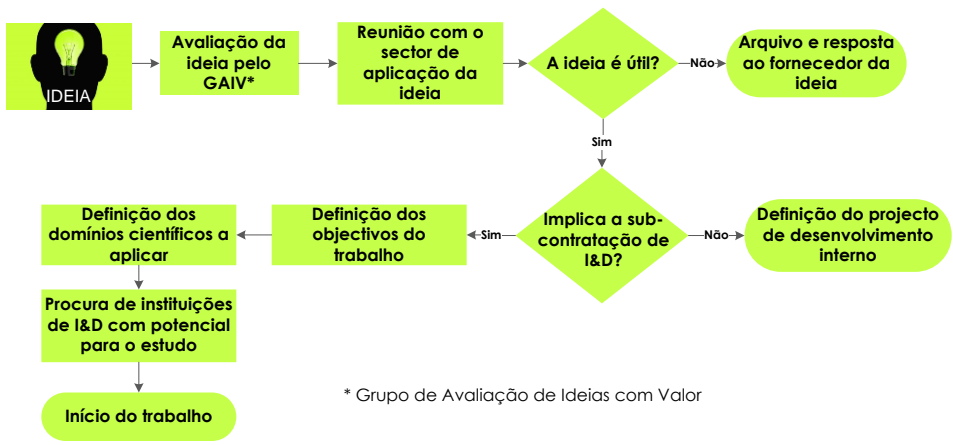 IDEIA
Avaliação da
ideia pelo
GAIV*
Reunião com o
sector de
aplicação da
ideia
A ideia é útil?
Não
Arquivo e resposta
ao fornecedor da
ideia
Sim
Implica a sub-
contratação de
I&D?
Não
Definição do projecto
de desenvolvimento
interno
Sim
Definição dos
objectivos do
trabalho
Definição dos
domínios científicos a
aplicar
Procura de instituições
de I&D com potencial
para o estudo
Início do trabalho
* Grupo de Avaliação de Ideias com Valor